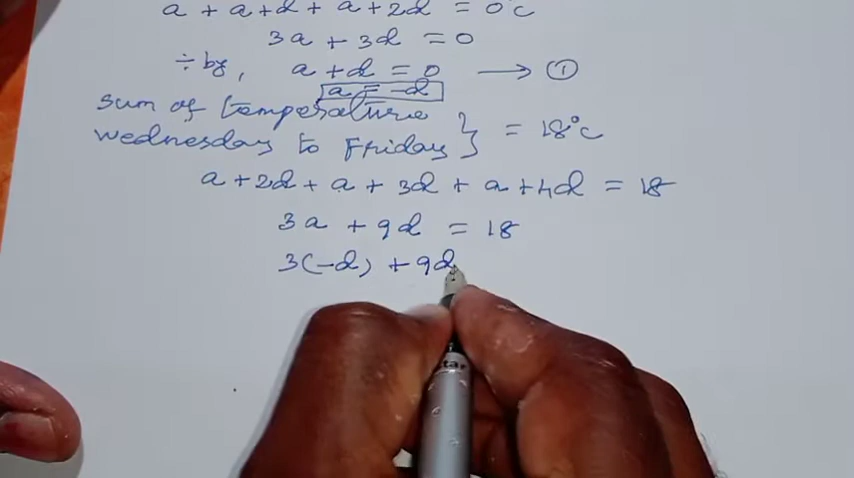 a + a+d + a+2d = 0°c
3a + 3d = 0
÷ by, a + d = 0 → ①
a = -d
Sum of temperature
Wednesday to Friday } = 18°c
a + 2d + a + 3d + a + 4d = 18
3a + 9d = 18
3(-d) + 9d